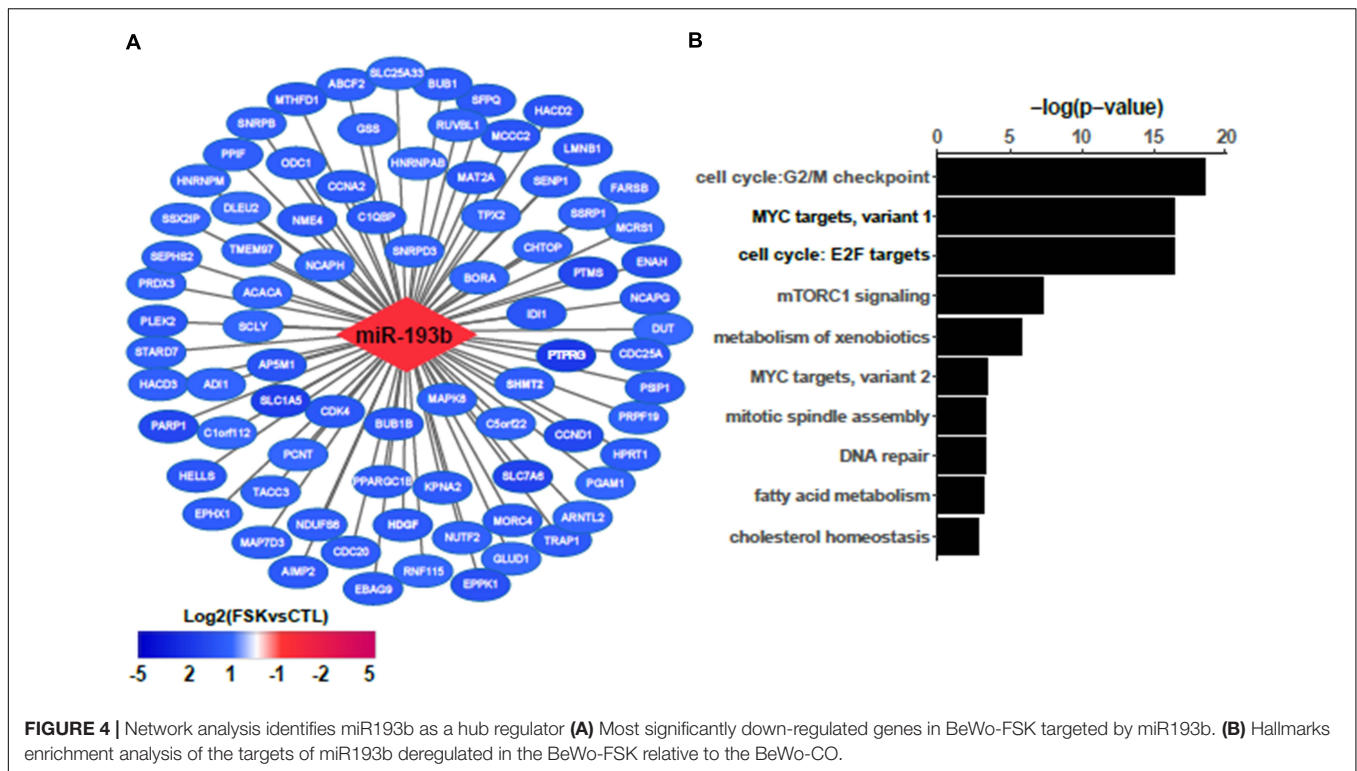 A
SLC25A33
ABCF2
BUB1
MTHFD1
SFPQ
HACD2
SNRPB
GSS
RUVBL1
MCCC2
LMNB1
PPIF
ODC1
HNRNPAB
MAT2A
SENP1
FARSB
HNRNPM
CCNA2
DLEU2
NME4
C1QBP
TPX2
SSRP1
MCRS1
SSX2IP
TMEM97
SNRPD3
CHTOP
ENAH
SEPHS2
NCAPH
BORA
PTMS
PRDX3
ACACA
NCAPG
IDI1
PLEK2
SCLY
miR-193b
DUT
STARD7
AP5M1
PTPRG
CDC25A
HACD3
ADI1
SHMT2
PSIP1
SLC1A5
CDK4
MAPK8
PARP1
C1orf112
BUB1B
C5orf22
CCND1
PRPF19
PCNT
HPRT1
HELLS
TACC3
PPARGC1B
KPNA2
SLC7A6
PGAM1
EPHX1
NDUFS6
HDGF
MORC4
ARNTL2
MAP7D3
CDC20
NUTF2
TRAP1
AIMP2
RNF115
GLUD1
EBAG9
EPPK1
Log2(FSKvsCTL)
-5 2 1 -1 -2 5
B
–log(p–value)
0 5 10 15 20
cell cycle:G2/M checkpoint
MYC targets, variant 1
cell cycle: E2F targets
mTORC1 signaling
metabolism of xenobiotics
MYC targets, variant 2
mitotic spindle assembly
DNA repair
fatty acid metabolism
cholesterol homeostasis
FIGURE 4 | Network analysis identifies miR193b as a hub regulator (A) Most significantly down-regulated genes in BeWo-FSK targeted by miR193b. (B) Hallmarks
enrichment analysis of the targets of miR193b deregulated in the BeWo-FSK relative to the BeWo-CO.